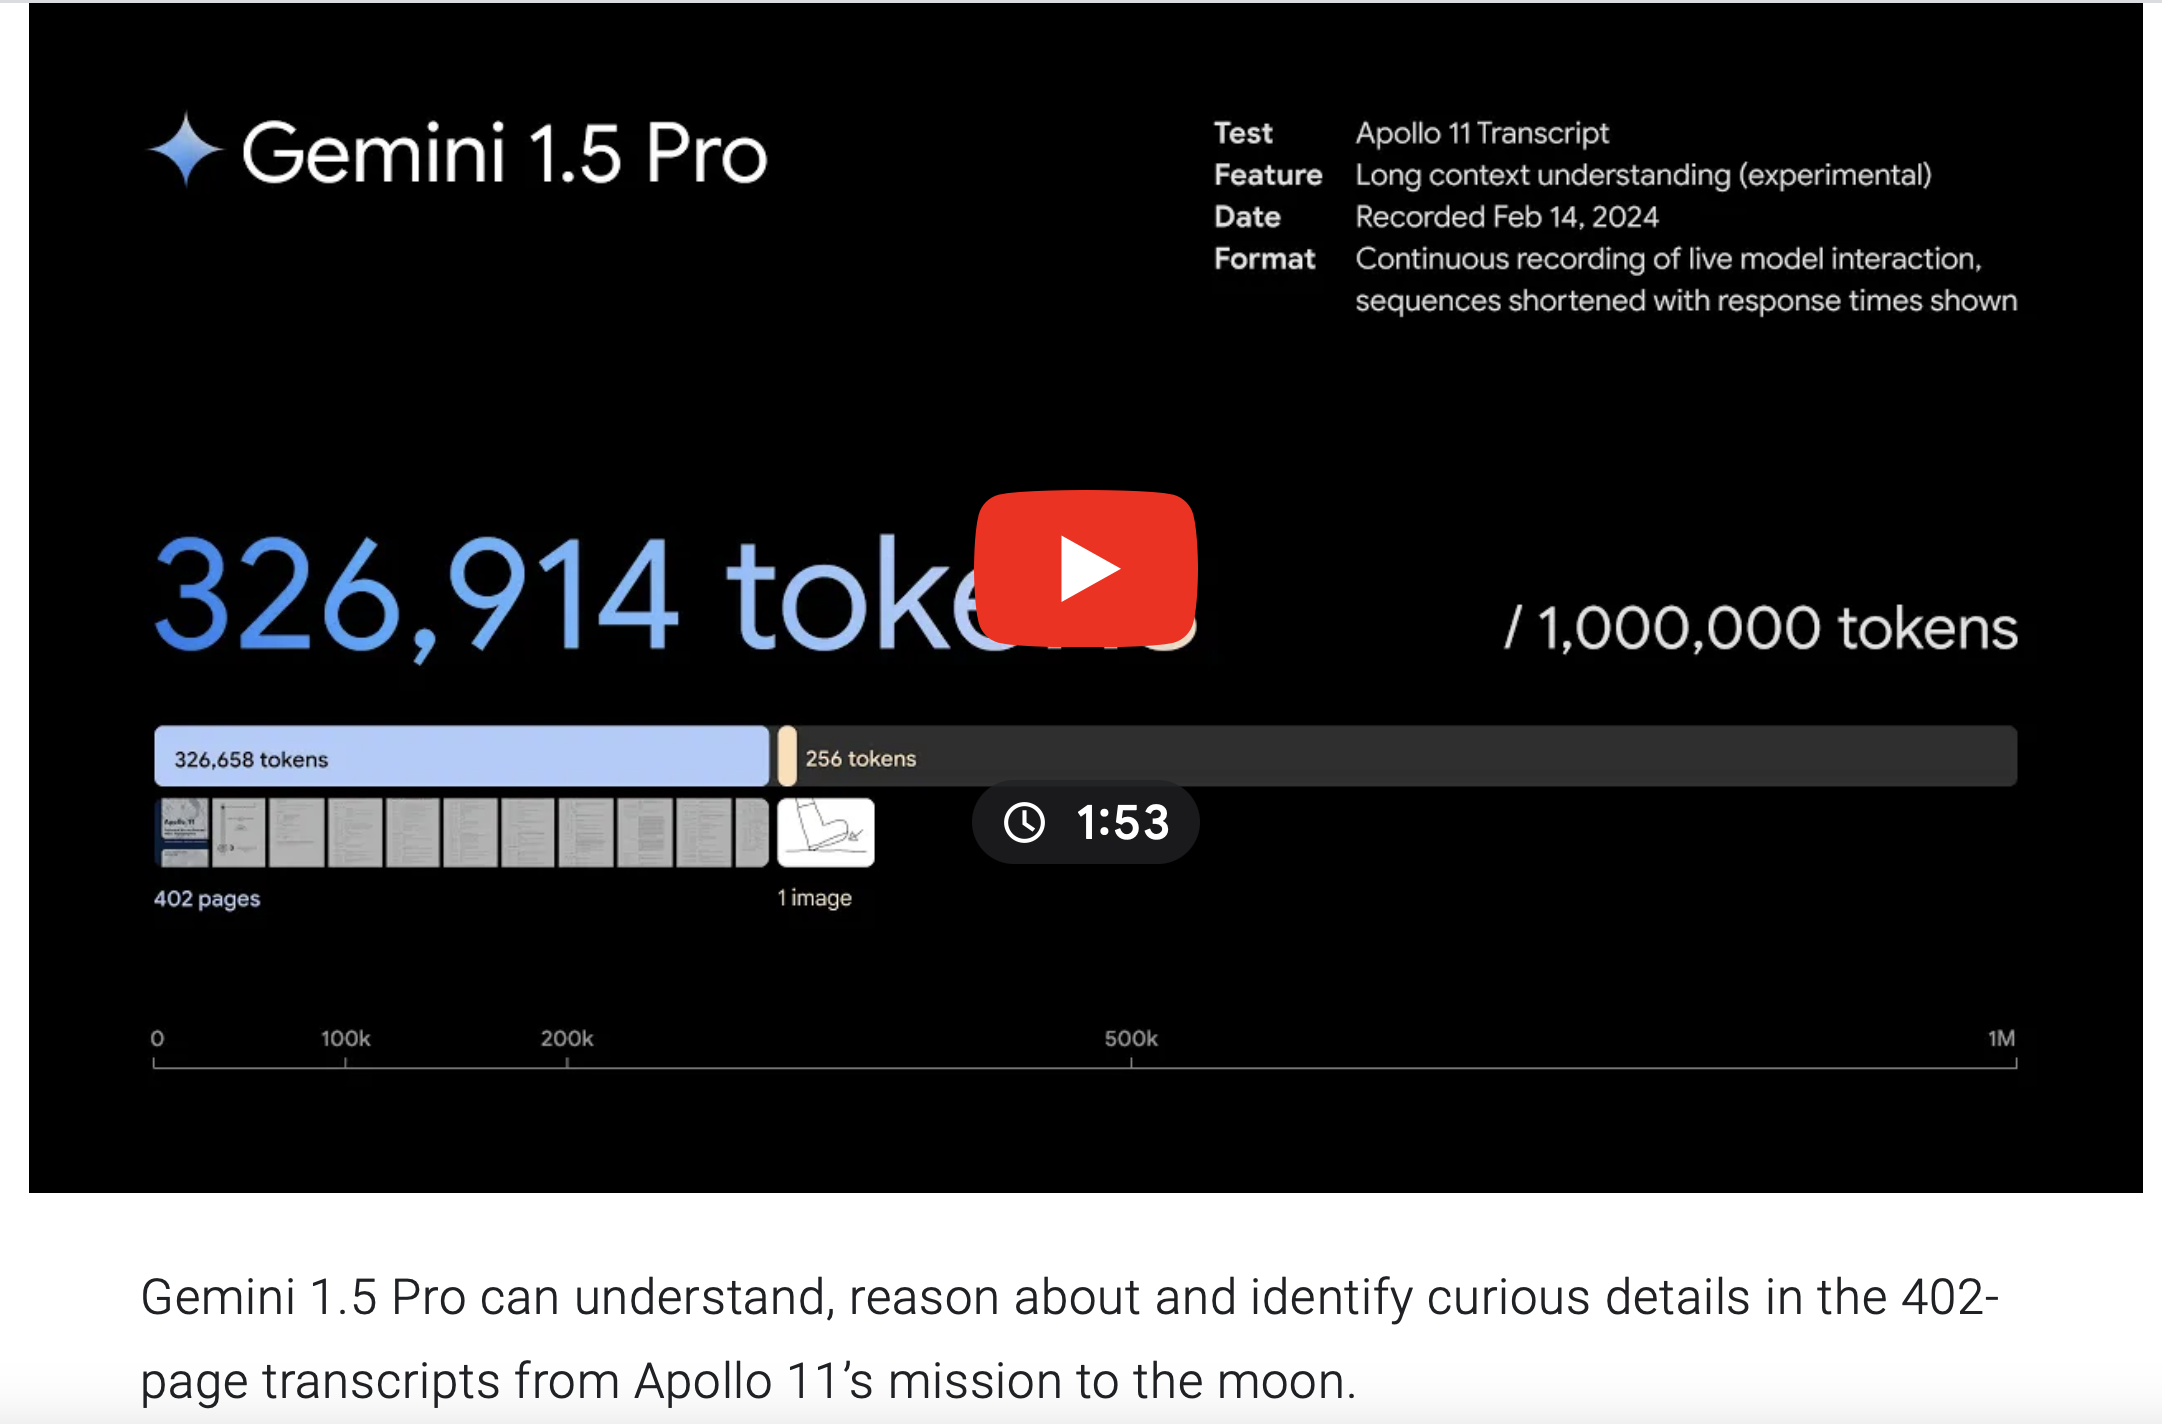 Gemini 1.5 Pro
Test Apollo 11 Transcript
Feature Long context understanding (experimental)
Date Recorded Feb 14, 2024
Format Continuous recording of live model interaction,
sequences shortened with response times shown
326,914 tokens
/ 1,000,000 tokens
326,658 tokens
256 tokens
Apollo 11
1:53
402 pages
1 image
0 100k 200k 500k 1M
Gemini 1.5 Pro can understand, reason about and identify curious details in the 402-
page transcripts from Apollo 11’s mission to the moon.